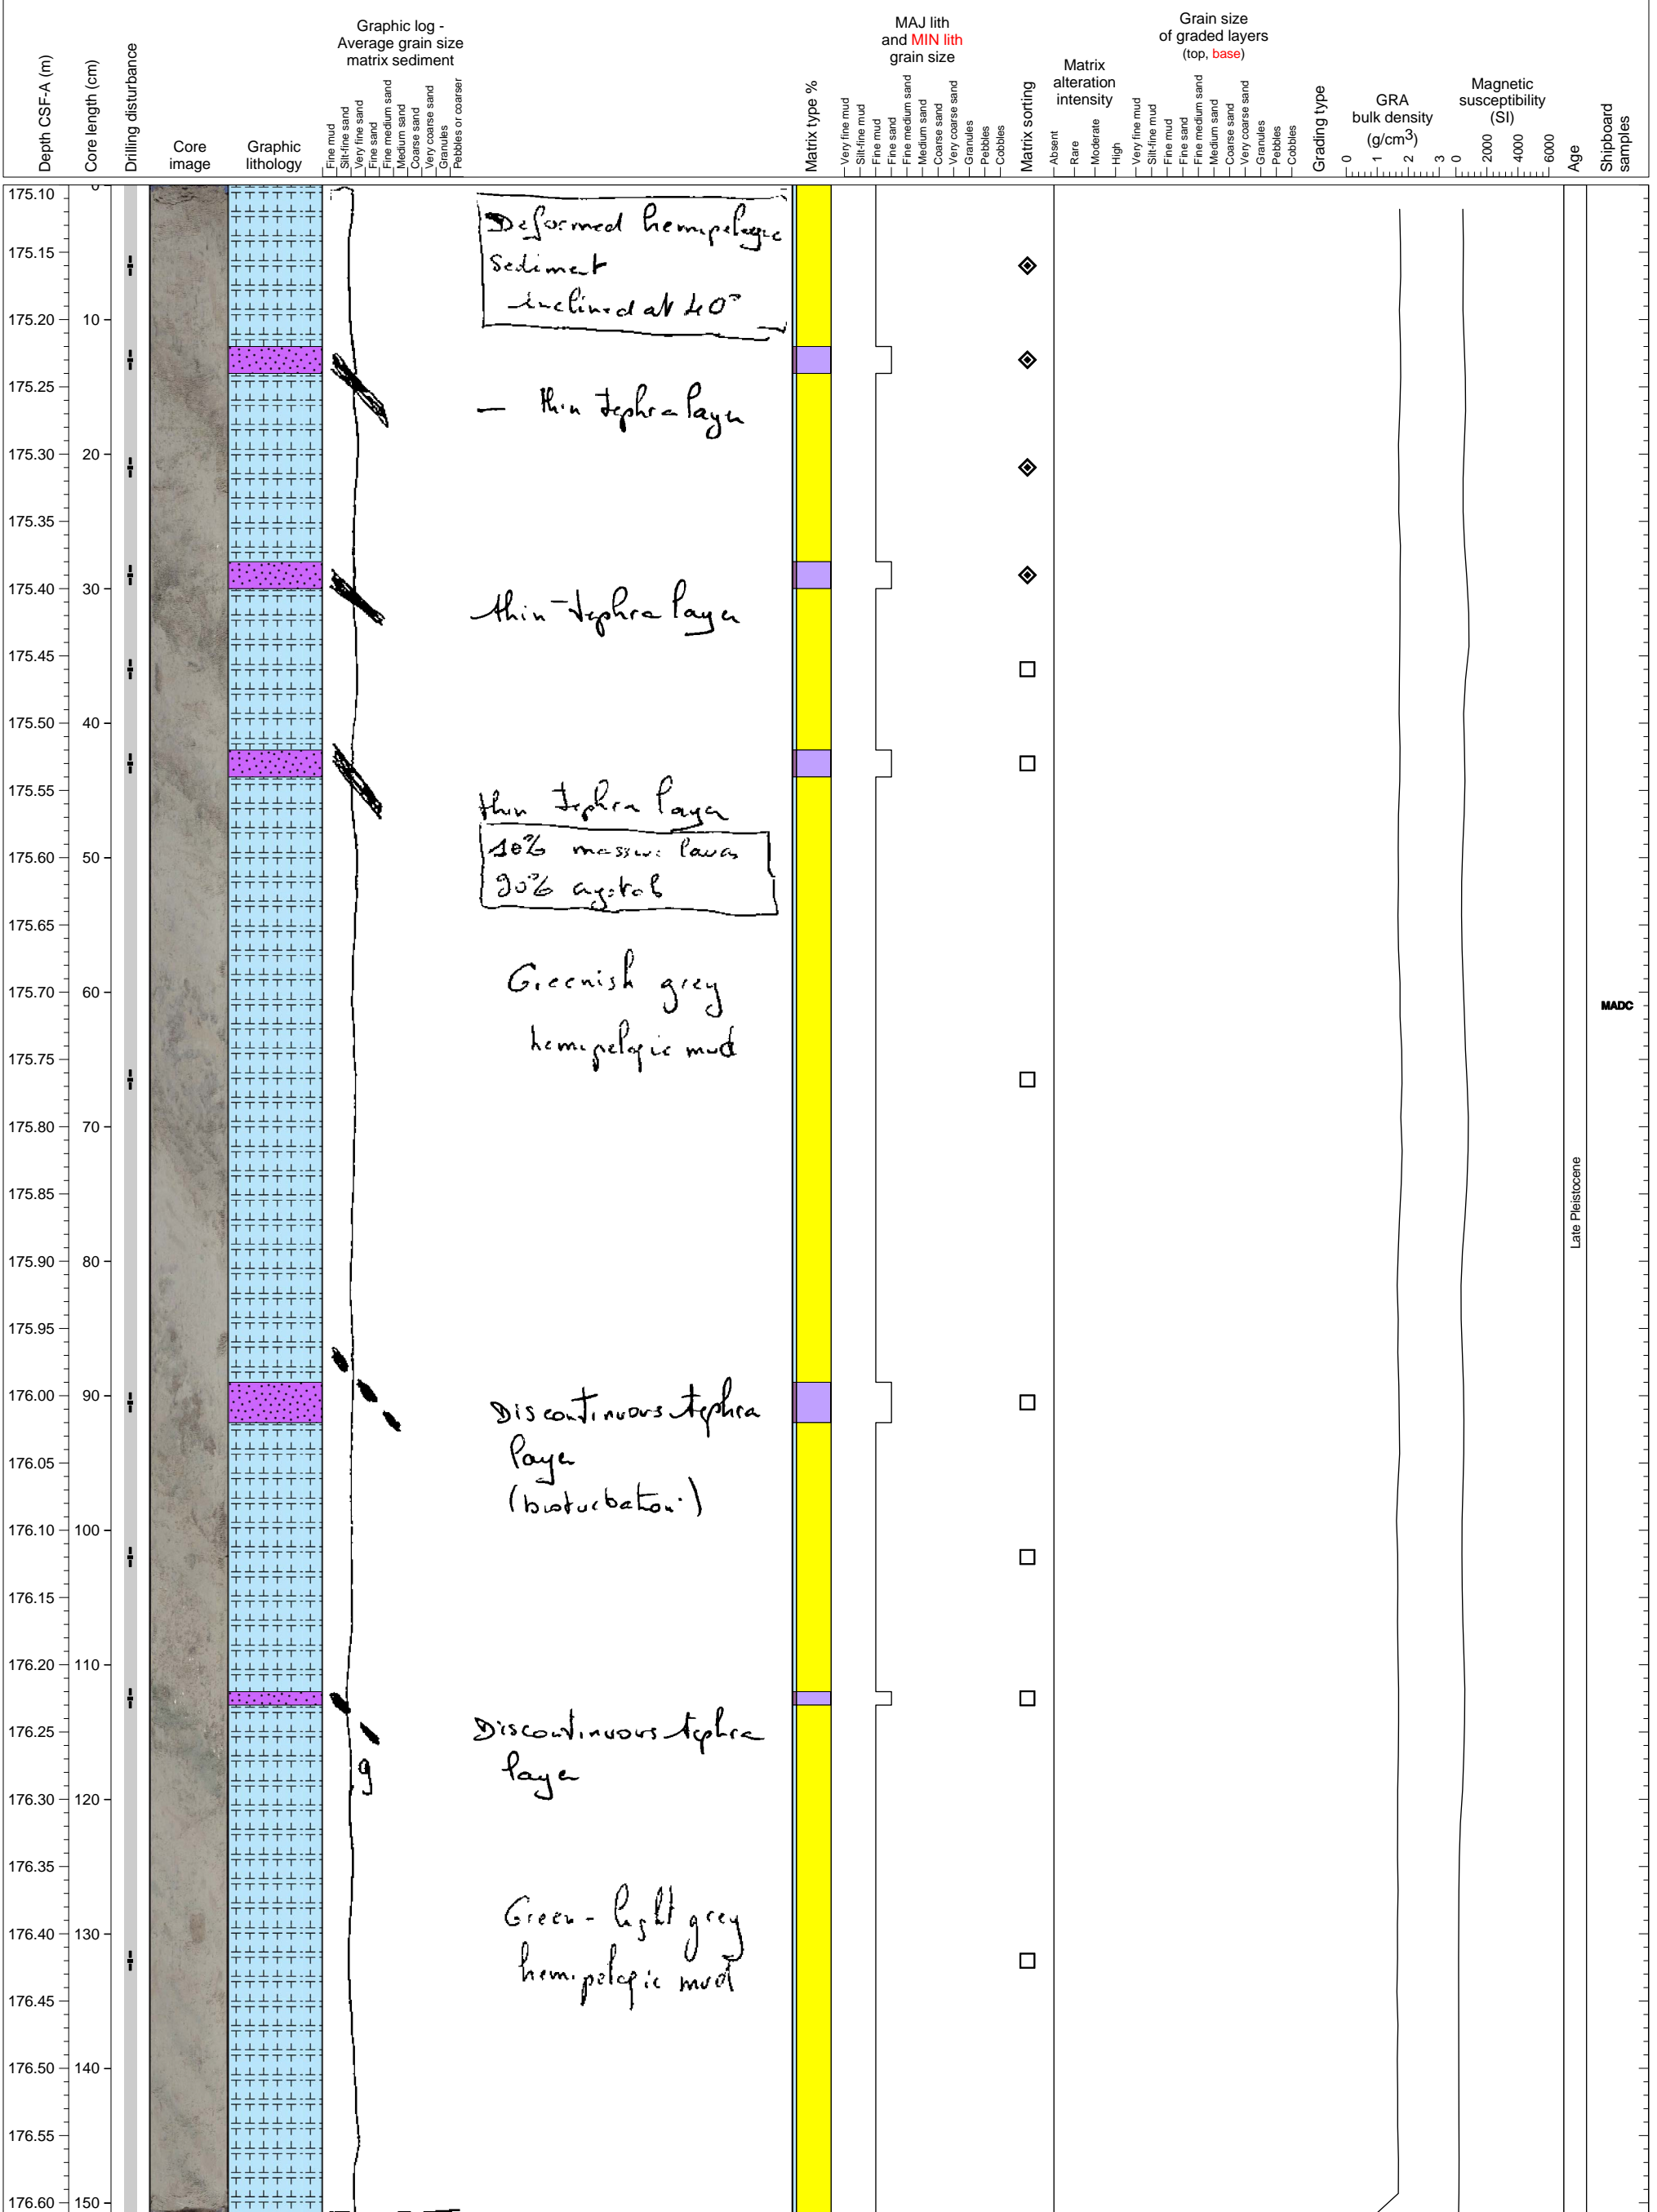 Depth CSF-A (m)
Core length (cm)
Drilling disturbance
Core
image
Graphic
lithology
Graphic log -
Average grain size
matrix sediment
Fine mud
Silt-fine sand
Very fine sand
Fine sand
Fine medium sand
Medium sand
Coarse sand
Very coarse sand
Granules
Pebbles or coarser
Matrix type %
MAJ lith
and MIN lith
grain size
Very fine mud
Silt-fine mud
Fine mud
Fine sand
Fine medium sand
Medium sand
Coarse sand
Very coarse sand
Granules
Pebbles
Cobbles
Matrix sorting
Matrix
alteration
intensity
Absent
Rare
Moderate
High
Grain size
of graded layers
(top, base)
Very fine mud
Silt-fine mud
Fine mud
Fine sand
Fine medium sand
Medium sand
Coarse sand
Very coarse sand
Granules
Pebbles
Cobbles
Grading type
GRA
bulk density
(g/cm3)
0 1 2 3
Magnetic
susceptibility
(SI)
0 2000 4000 6000
Age
Shipboard
samples
175.10 0
Deformed hemipelagic
175.15
Sediment
inclined at 40°
175.20 10
175.25
— thin tephra layer
175.30 20
175.35
175.40 30
thin tephra layer
175.45
175.50 40
175.55
thin tephra layer
175.60 50
10% massive lavas
90% crystals
175.65
Greenish grey
175.70 60
MADC
hemipelagic mud
175.75
175.80 70
175.85
Late Pleistocene
175.90 80
175.95
176.00 90
Discontinuous tephra
176.05
layer
(bioturbation)
176.10 100
176.15
176.20 110
176.25
Discontinuous tephra
layer
g
176.30 120
176.35
Green - light grey
176.40 130
hemipelagic mud
176.45
176.50 140
176.55
176.60 150